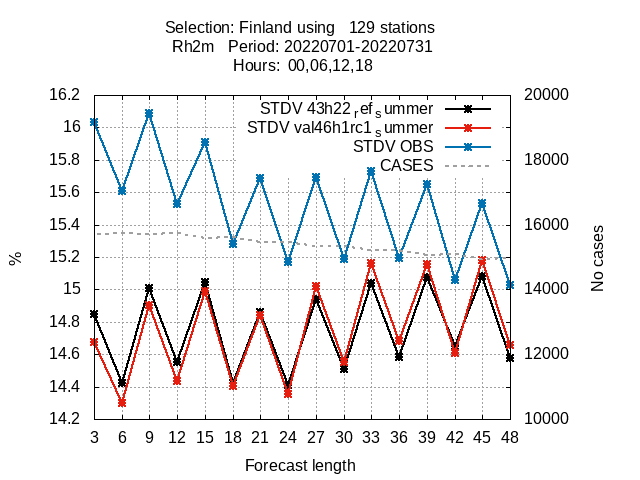 Selection: Finland using 129 stations
Rh2m Period: 20220701-20220731
Hours: 00,06,12,18
STDV 43h22 ref summer
STDV val46h1rc1 summer
STDV OBS
CASES
16.2
16
15.8
15.6
15.4
15.2
15
14.8
14.6
14.4
14.2
%
20000
18000
16000
14000
12000
10000
No cases
3 6 9 12 15 18 21 24 27 30 33 36 39 42 45 48
Forecast length